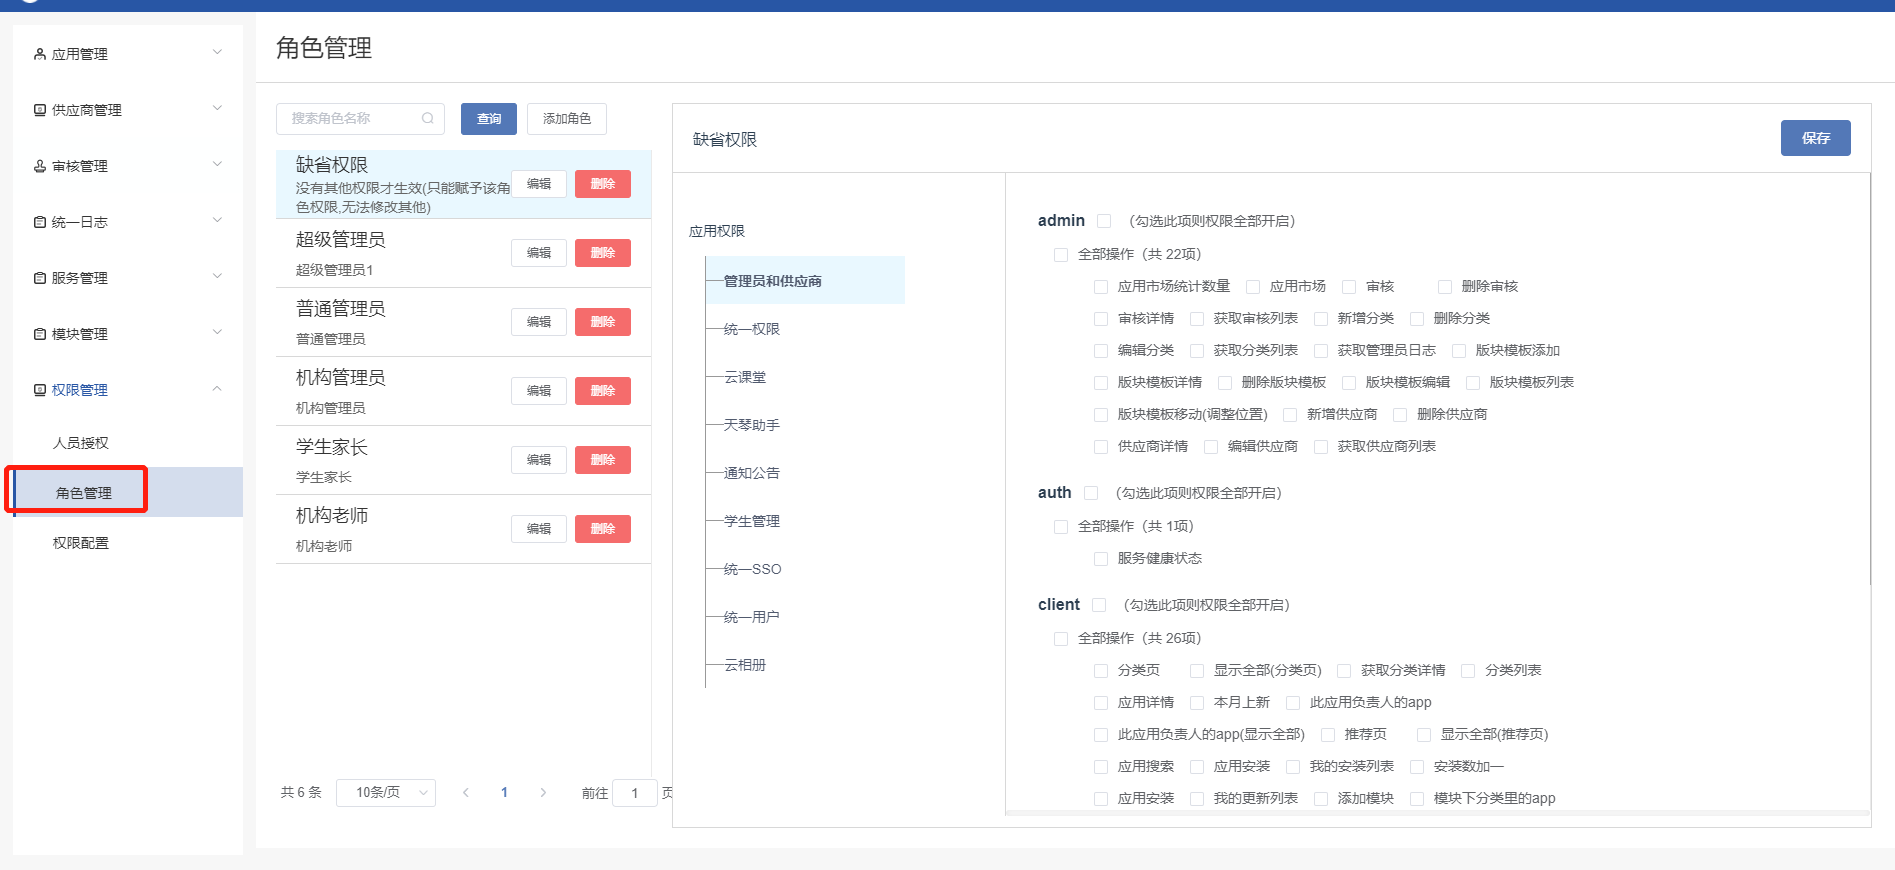 应用管理
供应商管理
审核管理
统一日志
服务管理
模块管理
权限管理
人员授权
角色管理
权限配置
角色管理
搜索角色名称
查询
添加角色
缺省权限
没有其他权限才生效(只能赋予该角
色权限,无法修改其他)
编辑
删除
超级管理员
超级管理员1
编辑
删除
普通管理员
普通管理员
编辑
删除
机构管理员
机构管理员
编辑
删除
学生家长
学生家长
编辑
删除
机构老师
机构老师
编辑
删除
共 6 条
10条/页
1
前往 1 页
缺省权限
保存
应用权限
管理员和供应商
统一权限
云课堂
天琴助手
通知公告
学生管理
统一SSO
统一用户
云相册
admin （勾选此项则权限全部开启）
全部操作（共 22项）
应用市场统计数量 应用市场 审核 删除审核
审核详情 获取审核列表 新增分类 删除分类
编辑分类 获取分类列表 获取管理员日志 版块模板添加
版块模板详情 删除版块模板 版块模板编辑 版块模板列表
版块模板移动(调整位置) 新增供应商 删除供应商
供应商详情 编辑供应商 获取供应商列表
auth （勾选此项则权限全部开启）
全部操作（共 1项）
服务健康状态
client （勾选此项则权限全部开启）
全部操作（共 26项）
分类页 显示全部(分类页) 获取分类详情 分类列表
应用详情 本月上新 此应用负责人的app
此应用负责人的app(显示全部) 推荐页 显示全部(推荐页)
应用搜索 应用安装 我的安装列表 安装数加一
应用安装 我的更新列表 添加模块 模块下分类里的app